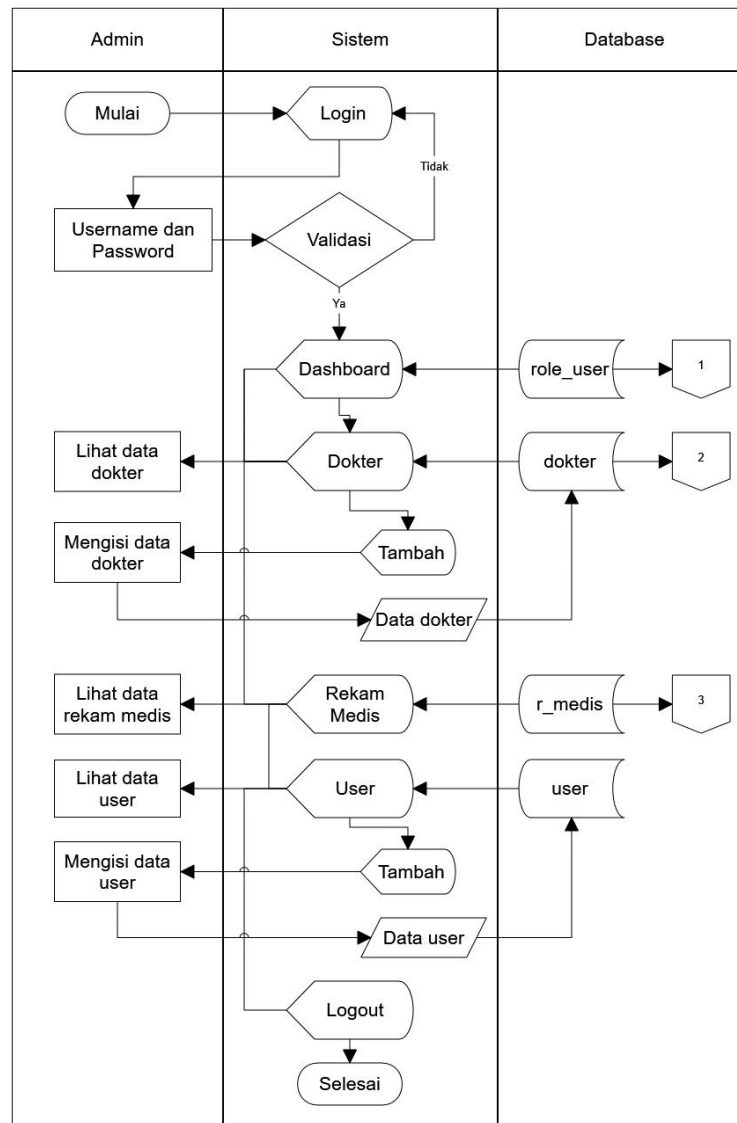 Admin
Sistem
Database
Mulai
Login
Tidak
Username dan
Password
Validasi
Ya
Dashboard
role_user
1
Lihat data
dokter
Dokter
dokter
2
Mengisi data
dokter
Tambah
Data dokter
Lihat data
rekam medis
Rekam
Medis
r_medis
3
Lihat data
user
User
user
Mengisi data
user
Tambah
Data user
Logout
Selesai